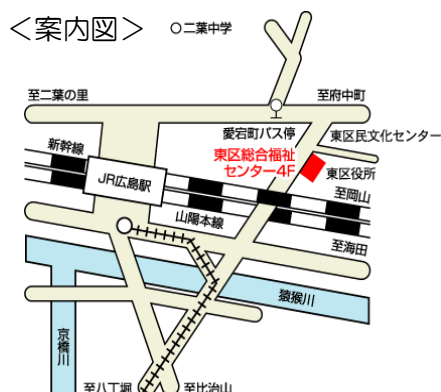 ＜案内図＞
二葉中学
至二葉の里
至府中町
愛宕町バス停
東区民文化センター
新幹線
東区総合福祉
センター4F
東区役所
JR広島駅
至岡山
山陽本線
至海田
猿猴川
京橋川
至八丁堀
至比治山